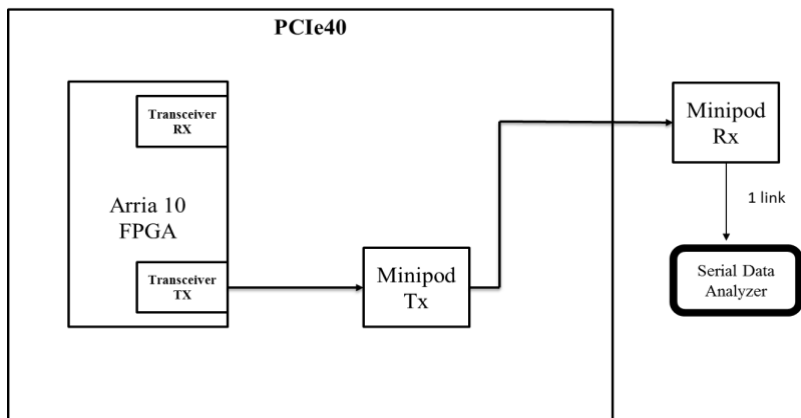 PCIe40
Transceiver
RX
Arria 10
FPGA
Transceiver
TX
Minipod
Tx
Minipod
Rx
1 link
Serial Data
Analyzer